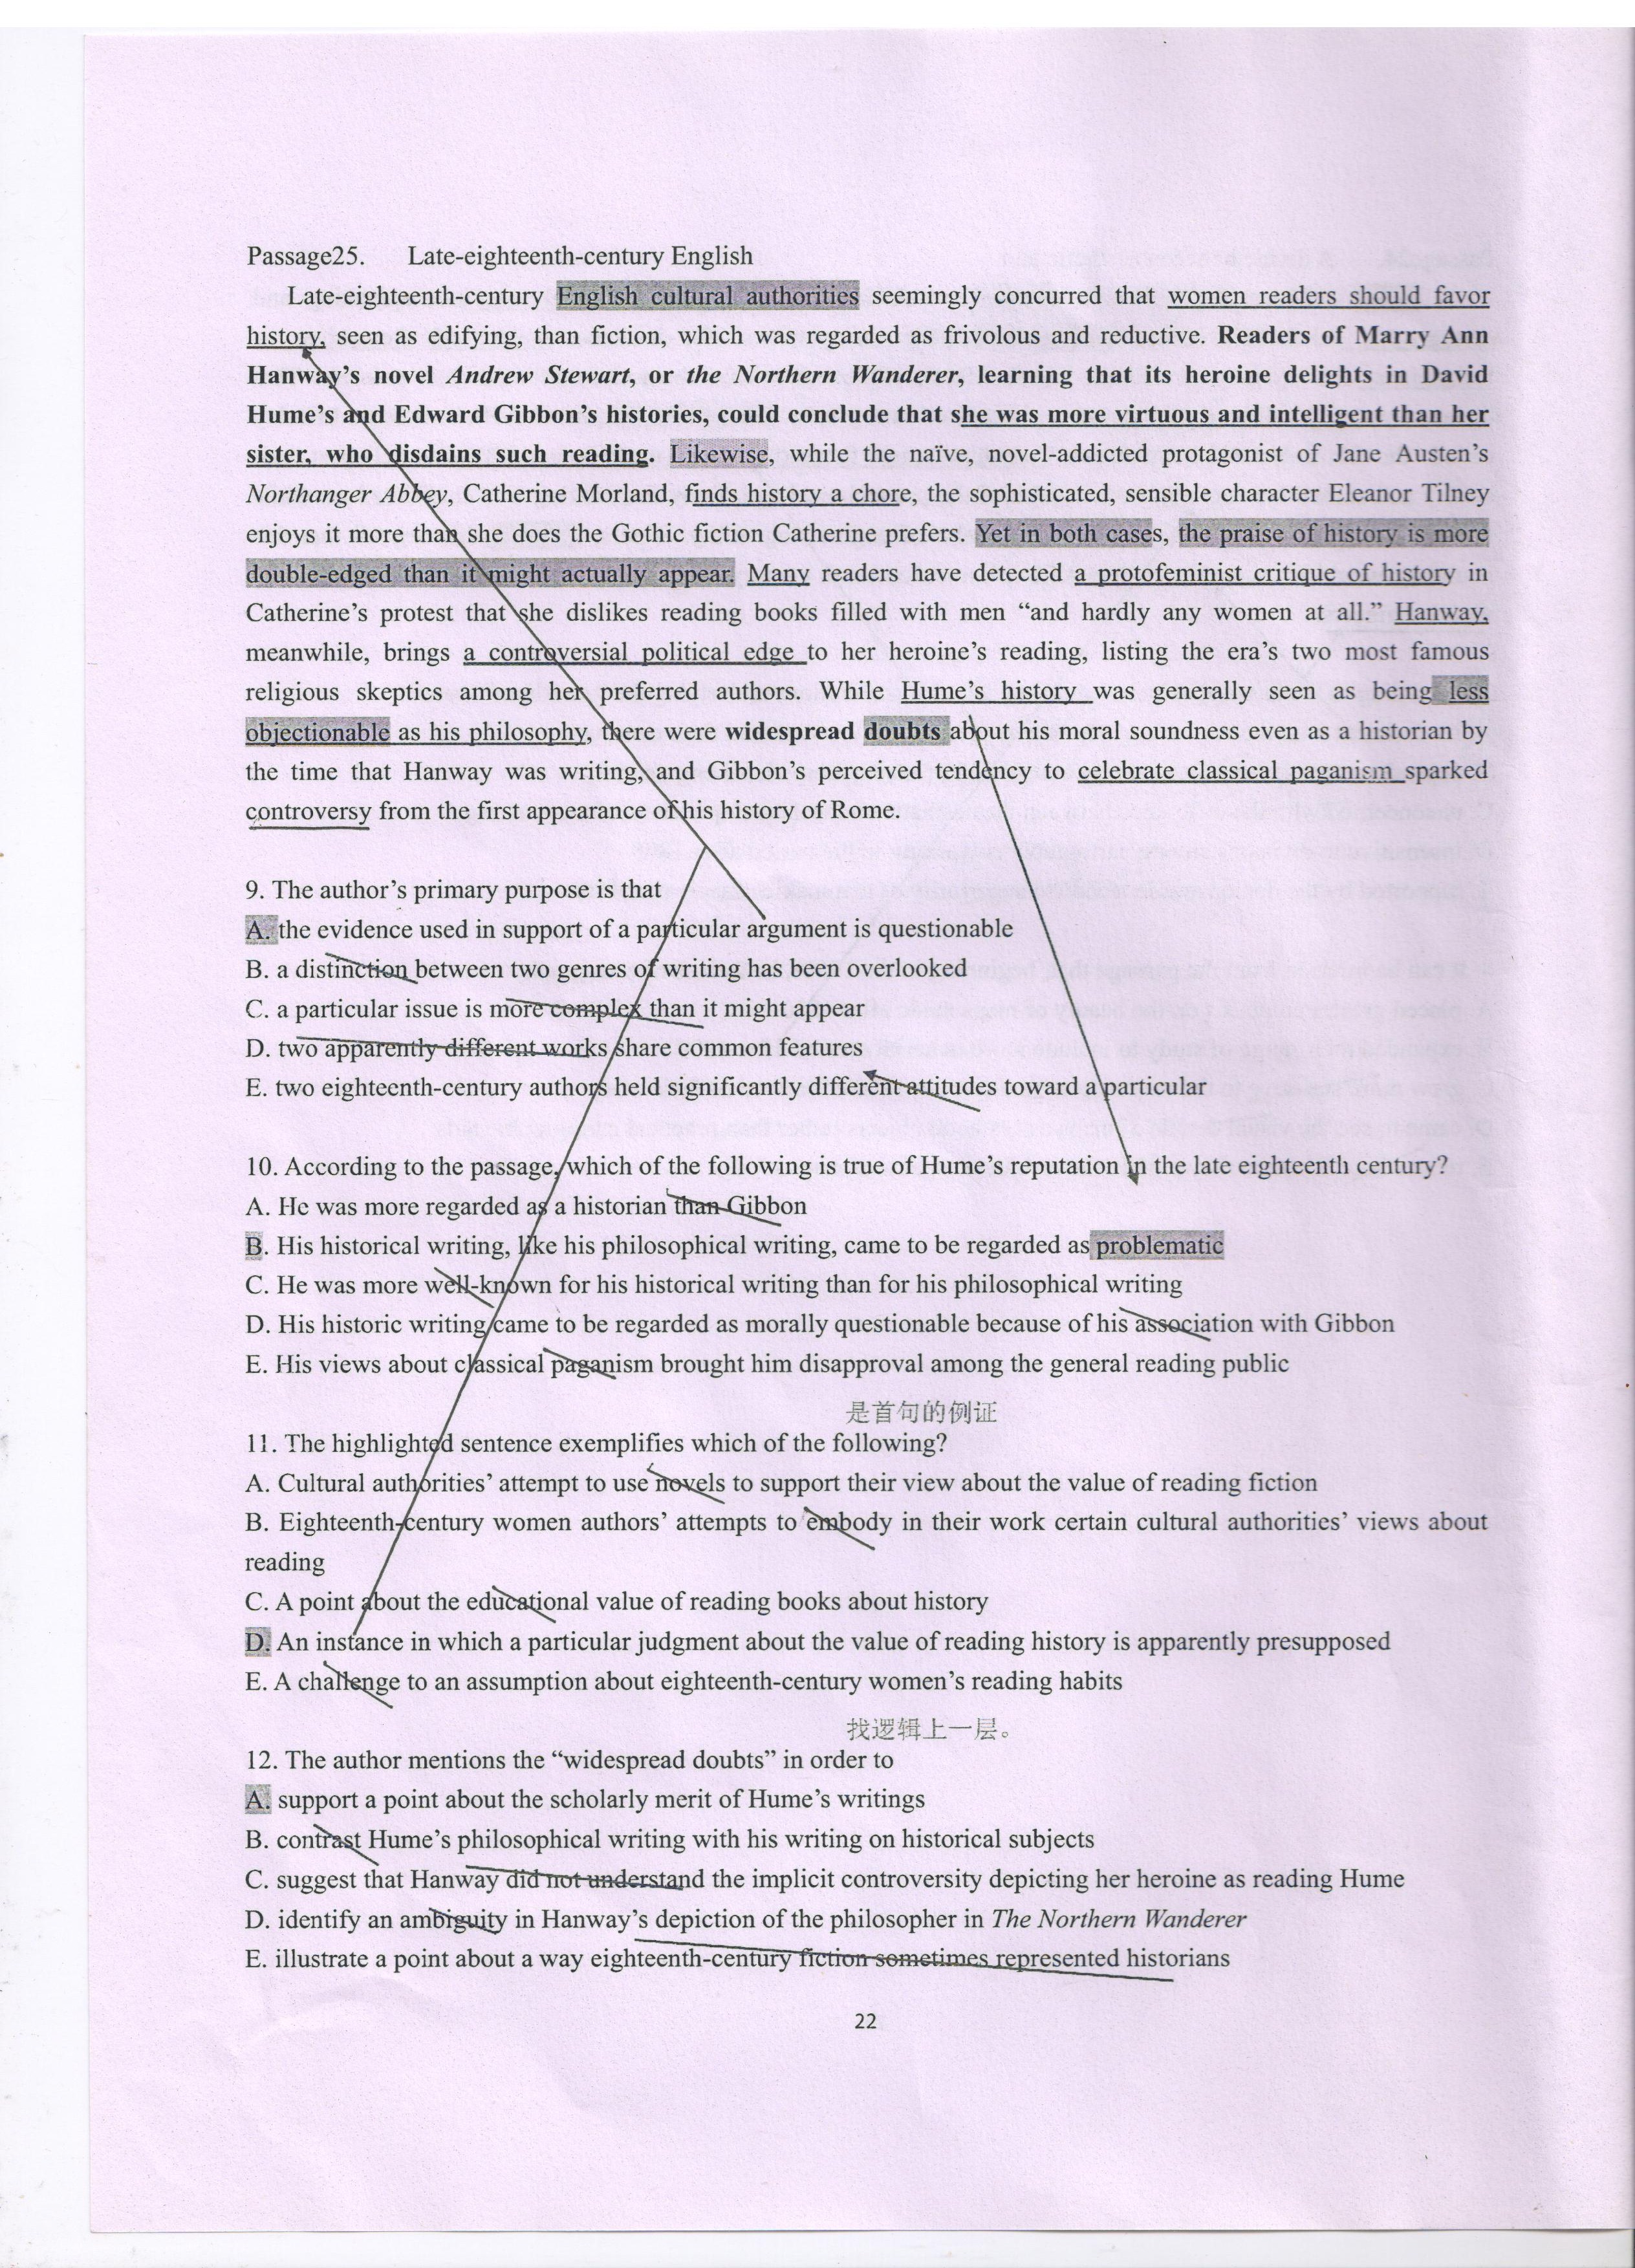 Passage25. Late-eighteenth-century English
Late-eighteenth-century English cultural authorities seemingly concurred that women readers should favor
history, seen as edifying, than fiction, which was regarded as frivolous and reductive. Readers of Marry Ann
Hanway's novel Andrew Stewart, or the Northern Wanderer, learning that its heroine delights in David
Hume's and Edward Gibbon's histories, could conclude that she was more virtuous and intelligent than her
sister, who disdains such reading. Likewise, while the naïve, novel-addicted protagonist of Jane Austen's
Northanger Abbey, Catherine Morland, finds history a chore, the sophisticated, sensible character Eleanor Tilney
enjoys it more than she does the Gothic fiction Catherine prefers. Yet in both cases, the praise of history is more
double-edged than it might actually appear. Many readers have detected a protofeminist critique of history in
Catherine's protest that she dislikes reading books filled with men “and hardly any women at all.” Hanway,
meanwhile, brings a controversial political edge to her heroine's reading, listing the era's two most famous
religious skeptics among her preferred authors. While Hume's history was generally seen as being less
objectionable as his philosophy, there were widespread doubts about his moral soundness even as a historian by
the time that Hanway was writing, and Gibbon's perceived tendency to celebrate classical paganism sparked
controversy from the first appearance of his history of Rome.
9. The author's primary purpose is that
A. the evidence used in support of a particular argument is questionable
B. a distinction between two genres of writing has been overlooked
C. a particular issue is more complex than it might appear
D. two apparently different works share common features
E. two eighteenth-century authors held significantly different attitudes toward a particular
10. According to the passage, which of the following is true of Hume's reputation in the late eighteenth century?
A. He was more regarded as a historian than Gibbon
B. His historical writing, like his philosophical writing, came to be regarded as problematic
C. He was more well-known for his historical writing than for his philosophical writing
D. His historic writing came to be regarded as morally questionable because of his association with Gibbon
E. His views about classical paganism brought him disapproval among the general reading public
是首句的例证
11. The highlighted sentence exemplifies which of the following?
A. Cultural authorities' attempt to use novels to support their view about the value of reading fiction
B. Eighteenth-century women authors' attempts to embody in their work certain cultural authorities' views about
reading
C. A point about the educational value of reading books about history
D. An instance in which a particular judgment about the value of reading history is apparently presupposed
E. A challenge to an assumption about eighteenth-century women's reading habits
找逻辑上一层。
12. The author mentions the “widespread doubts” in order to
A. support a point about the scholarly merit of Hume's writings
B. contrast Hume's philosophical writing with his writing on historical subjects
C. suggest that Hanway did not understand the implicit controversy depicting her heroine as reading Hume
D. identify an ambiguity in Hanway's depiction of the philosopher in The Northern Wanderer
E. illustrate a point about a way eighteenth-century fiction sometimes represented historians
22